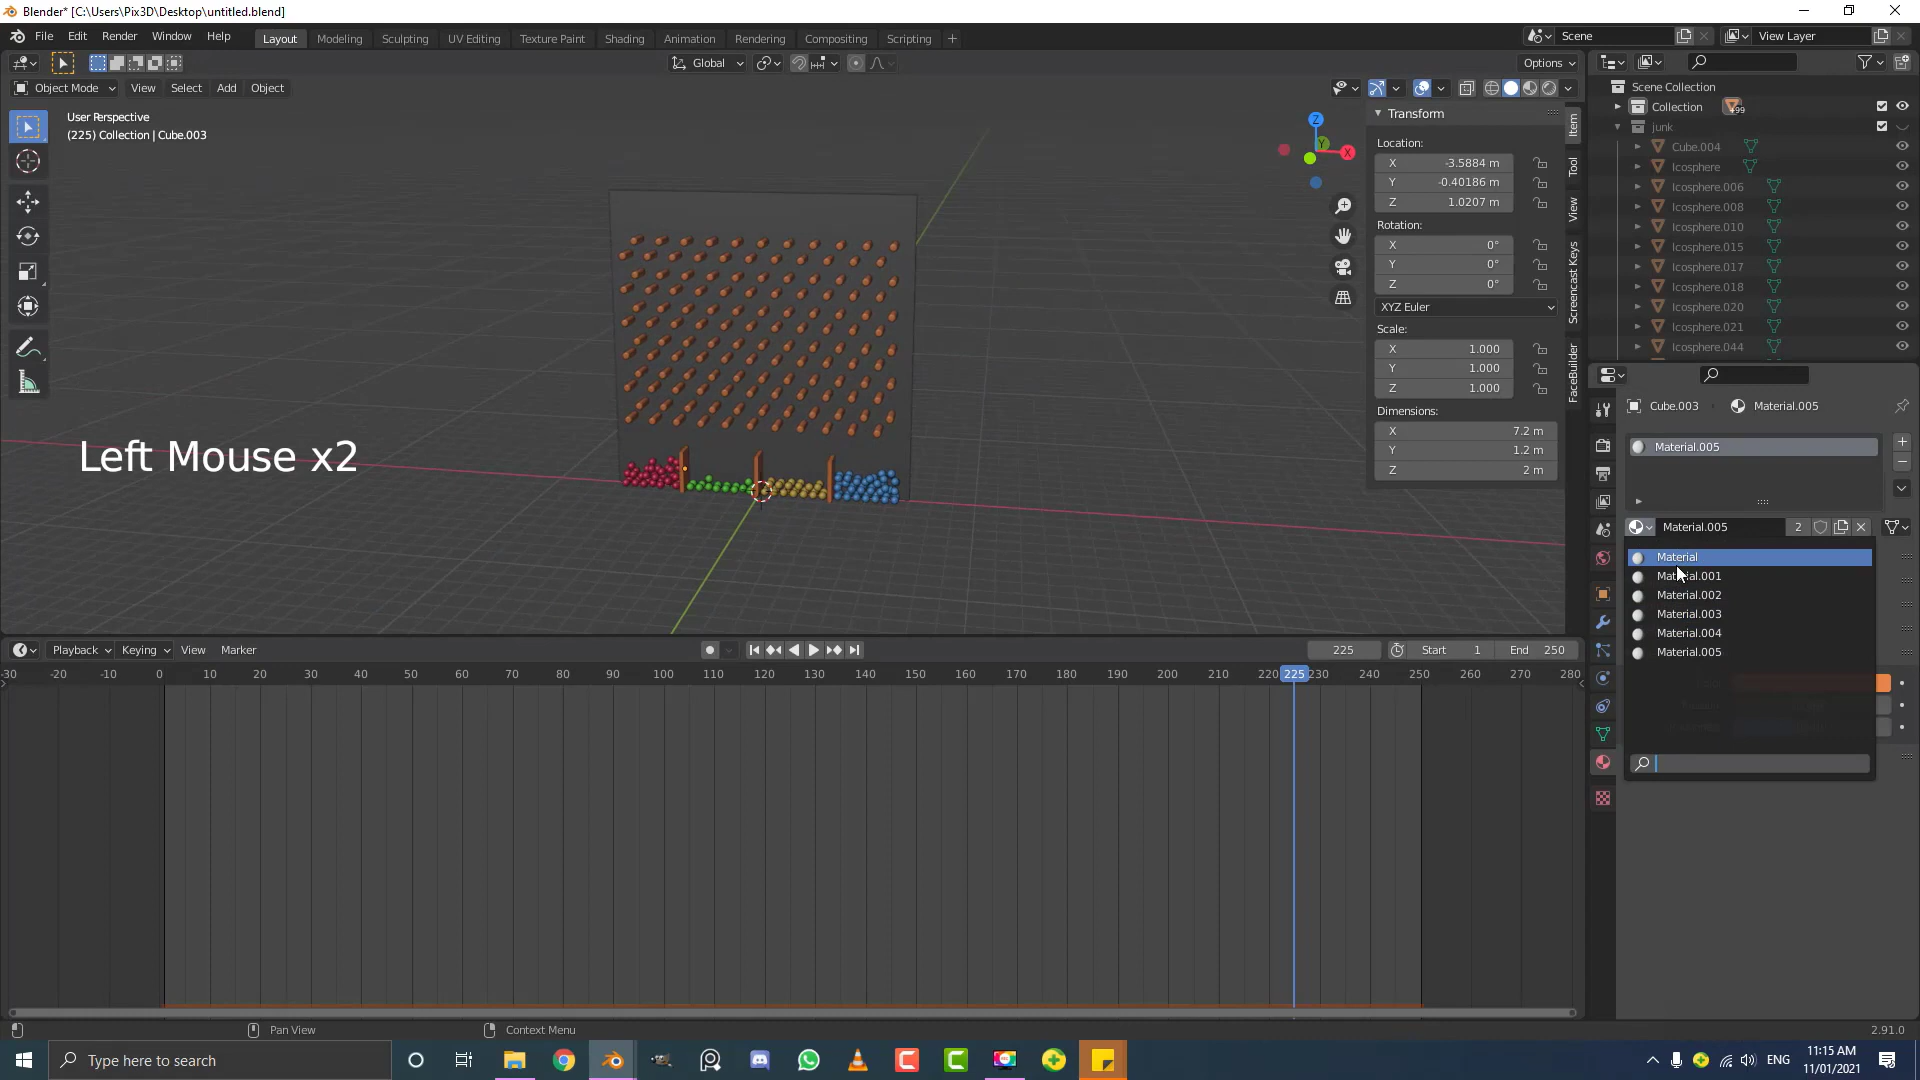 Blender* [C:\Users\Pix3D\Desktop\untitled.blend]
File Edit Render Window Help
Layout Modeling Sculpting UV Editing Texture Paint Shading Animation Rendering Compositing Scripting
Scene View Layer
Global Options
Object Mode View Select Add Object
User Perspective
(225) Collection | Cube.003
Left Mouse x2
Z
Y
X
Transform
Location:
X -3.5884 m
Y -0.40186 m
Z 1.0207 m
Rotation:
X 0°
Y 0°
Z 0°
XYZ Euler
Scale:
X 1.000
Y 1.000
Z 1.000
Dimensions:
X 7.2 m
Y 1.2 m
Z 2 m
Item
Tool
View
Screencast Keys
FaceBuilder
Scene Collection
Collection +99
junk
Cube.004
Icosphere
Icosphere.006
Icosphere.008
Icosphere.010
Icosphere.015
Icosphere.017
Icosphere.018
Icosphere.020
Icosphere.021
Icosphere.044
Cube.003 Material.005
Material.005
Material.005 2
Material
Material.001
Material.002
Material.003
Material.004
Material.005
Playback Keying View Marker
225 Start 1 End 250
-30 -20 -10 0 10 20 30 40 50 60 70 80 90 100 110 120 130 140 150 160 170 180 190 200 210 220 225 230 240 250 260 270 280
Pan View Context Menu 2.91.0
Type here to search
ENG
11:15 AM
11/01/2021